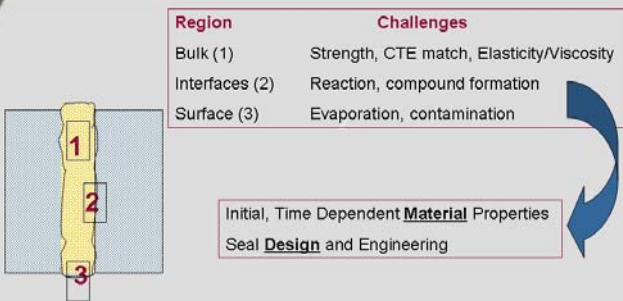 Region Challenges
Bulk (1) Strength, CTE match, Elasticity/Viscosity
Interfaces (2) Reaction, compound formation
Surface (3) Evaporation, contamination
1
2
3
Initial, Time Dependent Material Properties
Seal Design and Engineering